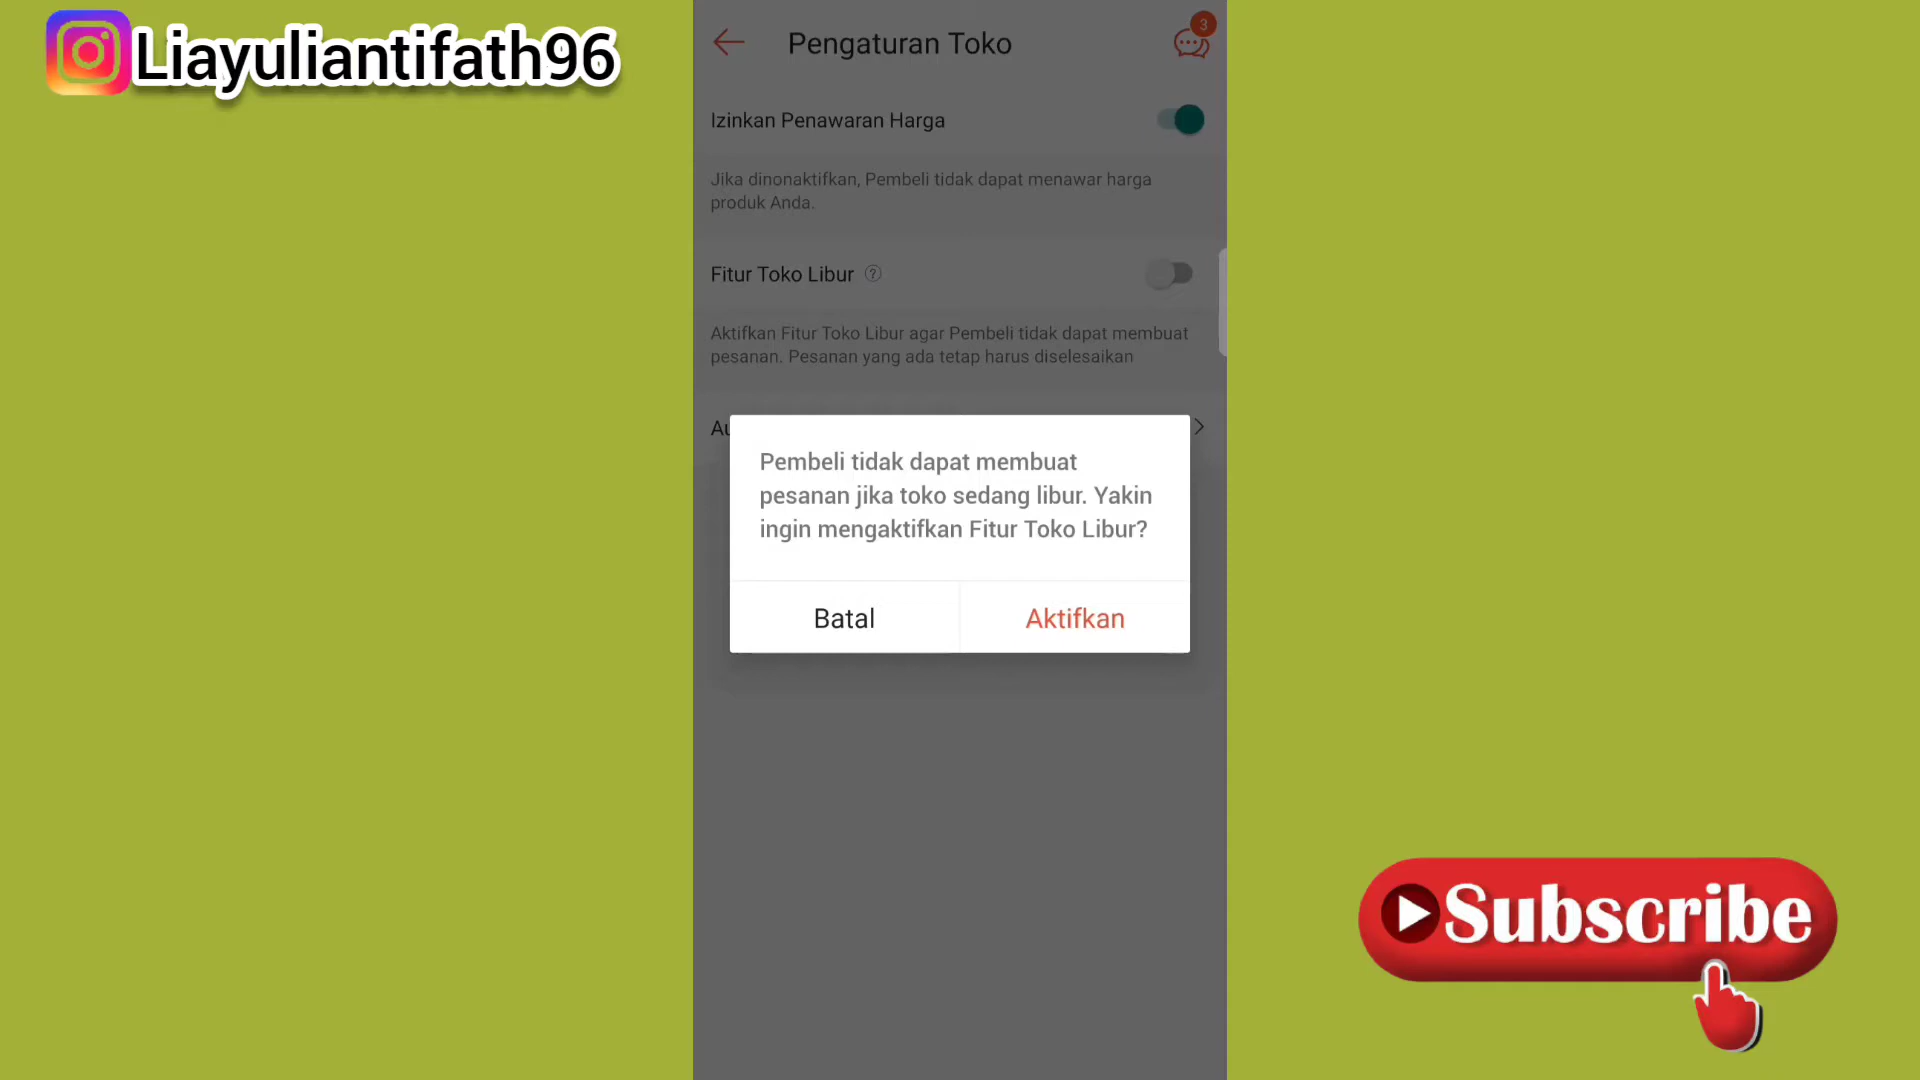 Liayuliantifath96
Pengaturan Toko
3
Izinkan Penawaran Harga
Jika dinonaktifkan, Pembeli tidak dapat menawar harga
produk Anda.
Fitur Toko Libur ?
Aktifkan Fitur Toko Libur agar Pembeli tidak dapat membuat
pesanan. Pesanan yang ada tetap harus diselesaikan
Pembeli tidak dapat membuat
pesanan jika toko sedang libur. Yakin
ingin mengaktifkan Fitur Toko Libur?
Batal
Aktifkan
Subscribe